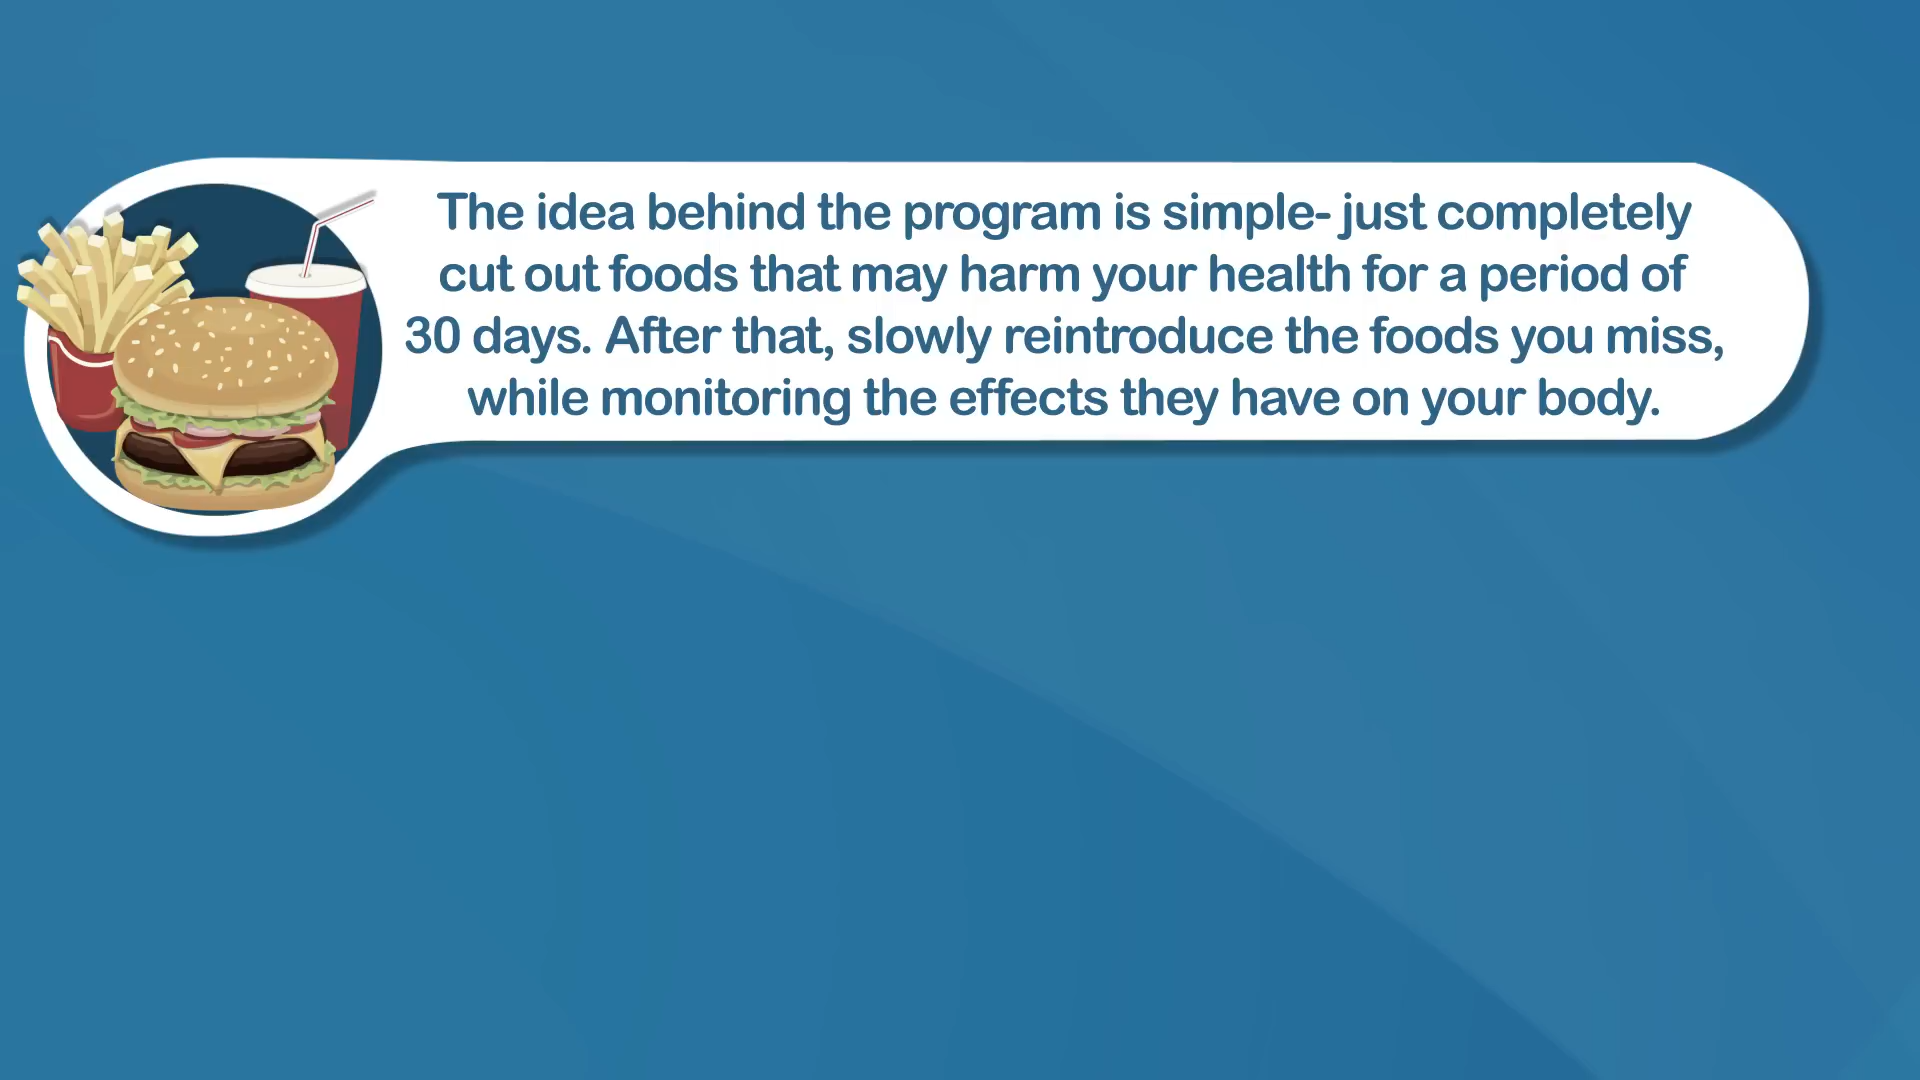 The idea behind the program is simple- just completely
cut out foods that may harm your health for a period of
30 days. After that, slowly reintroduce the foods you miss,
while monitoring the effects they have on your body.